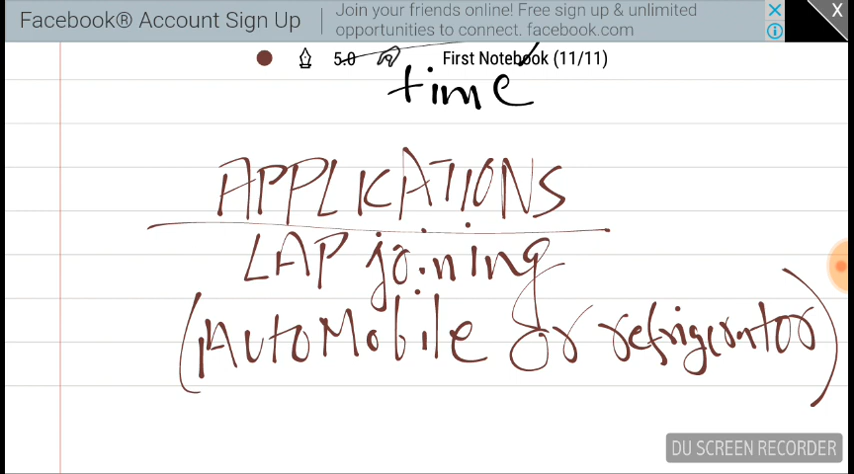 Facebook® Account Sign Up
Join your friends online! Free sign up & unlimited
opportunities to connect. facebook.com
X
5.0 First Notebook (11/11)
time
APPLICATIONS
LAP joining
(AutoMobile or refrigerator)
DU SCREEN RECORDER